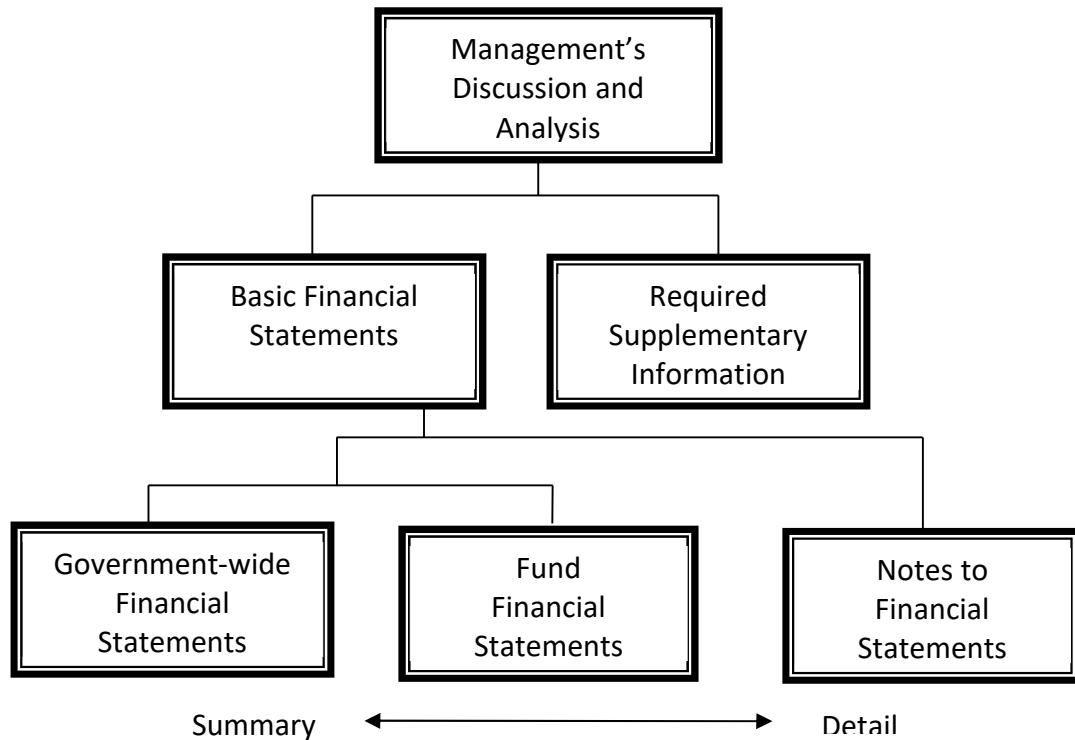 Management’s
Discussion and
Analysis
Basic Financial
Statements
Required
Supplementary
Information
Government-wide
Financial
Statements
Fund
Financial
Statements
Notes to
Financial
Statements
Summary
Detail